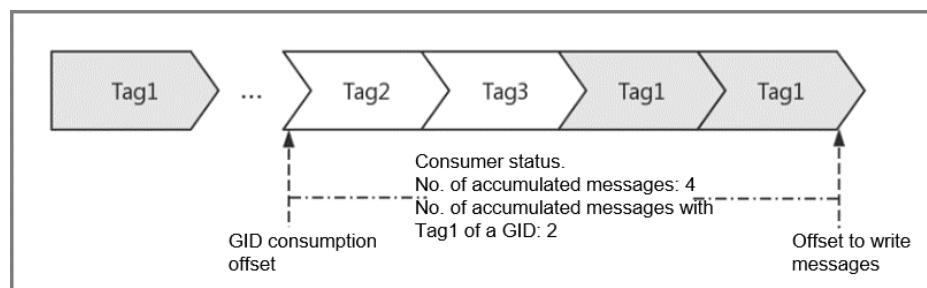 Tag1 ... Tag2 Tag3 Tag1 Tag1
Consumer status.
No. of accumulated messages: 4
No. of accumulated messages with
Tag1 of a GID: 2
GID consumption
offset
Offset to write
messages